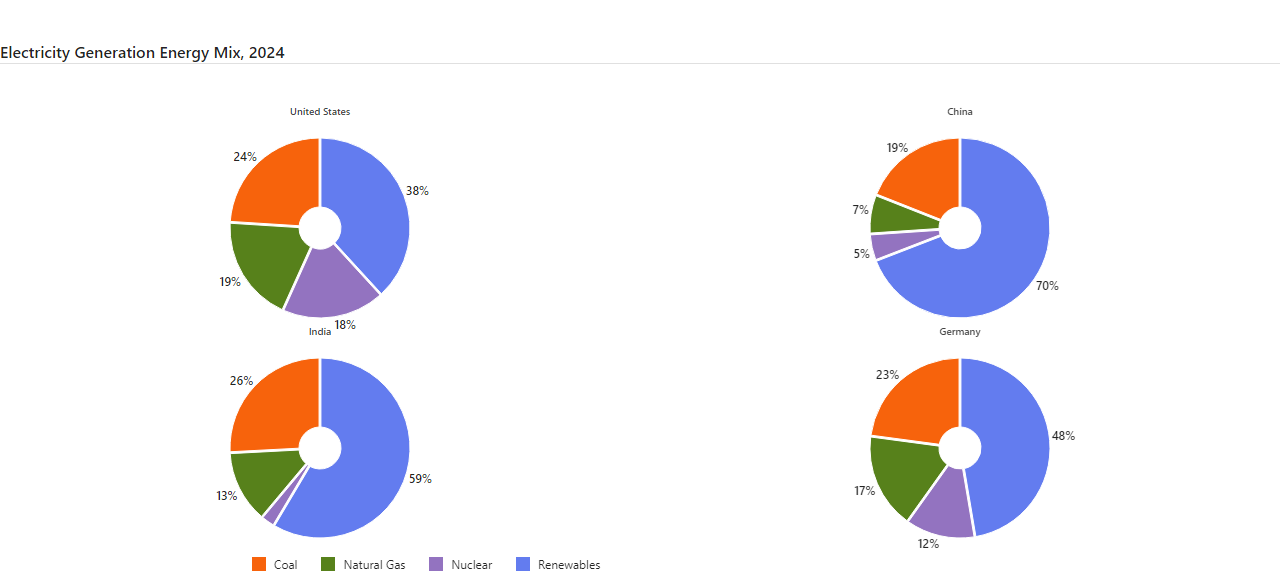 Electricity Generation Energy Mix, 2024
United States
24%
38%
19%
18%
China
19%
7%
5%
70%
India
26%
13%
59%
Germany
23%
48%
17%
12%
Coal Natural Gas Nuclear Renewables